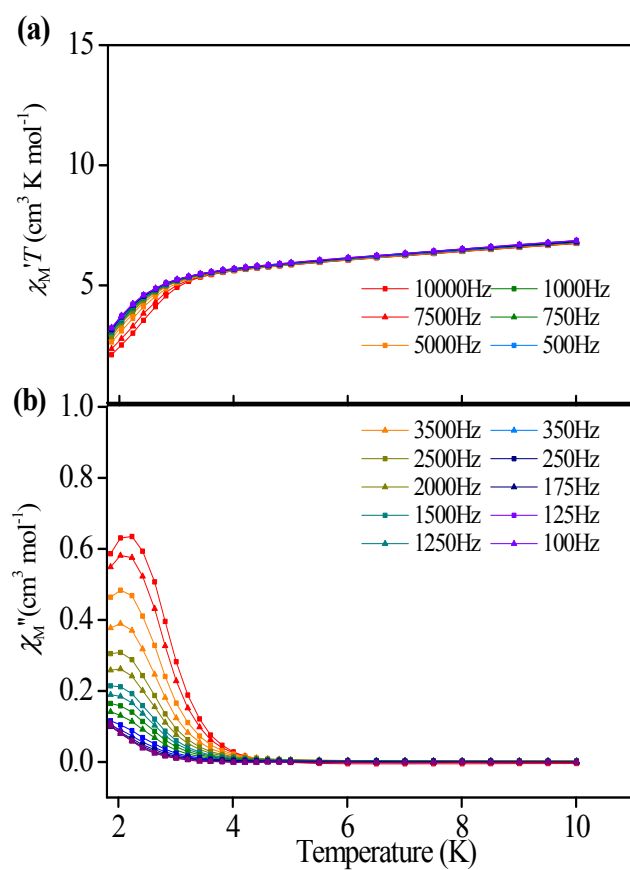 (a)
15
10
5
χM'T (cm³ K mol⁻¹)
10000Hz 1000Hz
7500Hz 750Hz
5000Hz 500Hz
(b)
1.0
0.8
0.6
0.4
0.2
0.0
χM"(cm³ mol⁻¹)
3500Hz 350Hz
2500Hz 250Hz
2000Hz 175Hz
1500Hz 125Hz
1250Hz 100Hz
2 4 6 8 10
Temperature (K)